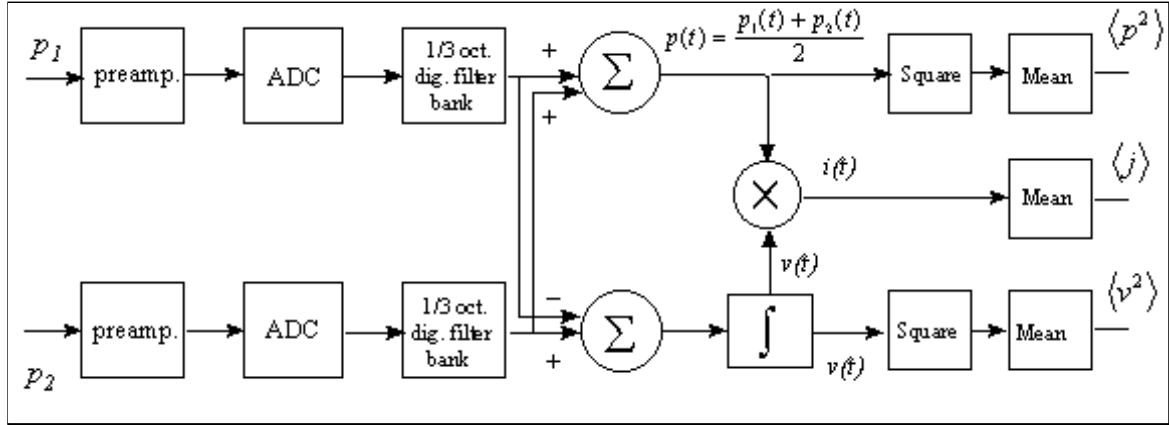 p1
preamp.
ADC
1/3 oct.
dig. filter
bank
+
+
Σ
p(t) = (p1(t) + p2(t)) / 2
Square
Mean
⟨p²⟩
×
i(t)
Mean
⟨j⟩
v(t)
p2
preamp.
ADC
1/3 oct.
dig. filter
bank
−
+
Σ
∫
v(t)
Square
Mean
⟨v²⟩